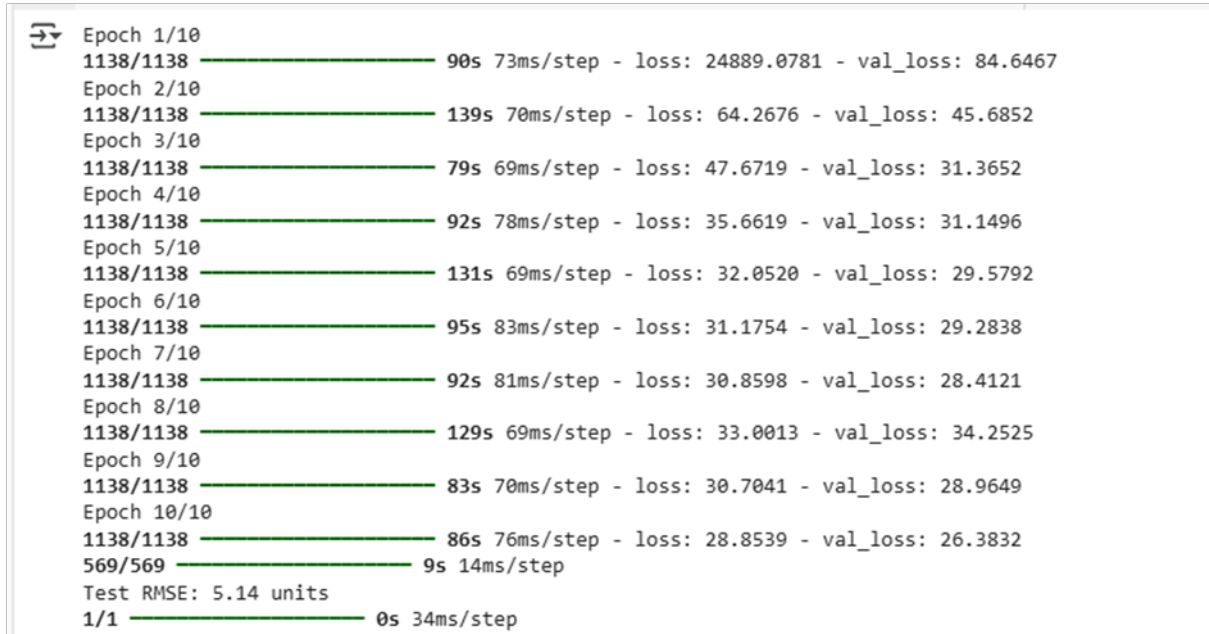 Epoch 1/10
1138/1138 ━━━━━━━━━━━━━━━━━━━━ 90s 73ms/step - loss: 24889.0781 - val_loss: 84.6467
Epoch 2/10
1138/1138 ━━━━━━━━━━━━━━━━━━━━ 139s 70ms/step - loss: 64.2676 - val_loss: 45.6852
Epoch 3/10
1138/1138 ━━━━━━━━━━━━━━━━━━━━ 79s 69ms/step - loss: 47.6719 - val_loss: 31.3652
Epoch 4/10
1138/1138 ━━━━━━━━━━━━━━━━━━━━ 92s 78ms/step - loss: 35.6619 - val_loss: 31.1496
Epoch 5/10
1138/1138 ━━━━━━━━━━━━━━━━━━━━ 131s 69ms/step - loss: 32.0520 - val_loss: 29.5792
Epoch 6/10
1138/1138 ━━━━━━━━━━━━━━━━━━━━ 95s 83ms/step - loss: 31.1754 - val_loss: 29.2838
Epoch 7/10
1138/1138 ━━━━━━━━━━━━━━━━━━━━ 92s 81ms/step - loss: 30.8598 - val_loss: 28.4121
Epoch 8/10
1138/1138 ━━━━━━━━━━━━━━━━━━━━ 129s 69ms/step - loss: 33.0013 - val_loss: 34.2525
Epoch 9/10
1138/1138 ━━━━━━━━━━━━━━━━━━━━ 83s 70ms/step - loss: 30.7041 - val_loss: 28.9649
Epoch 10/10
1138/1138 ━━━━━━━━━━━━━━━━━━━━ 86s 76ms/step - loss: 28.8539 - val_loss: 26.3832
569/569 ━━━━━━━━━━━━━━━━━━━━ 9s 14ms/step
Test RMSE: 5.14 units
1/1 ━━━━━━━━━━━━━━━━━━━━ 0s 34ms/step